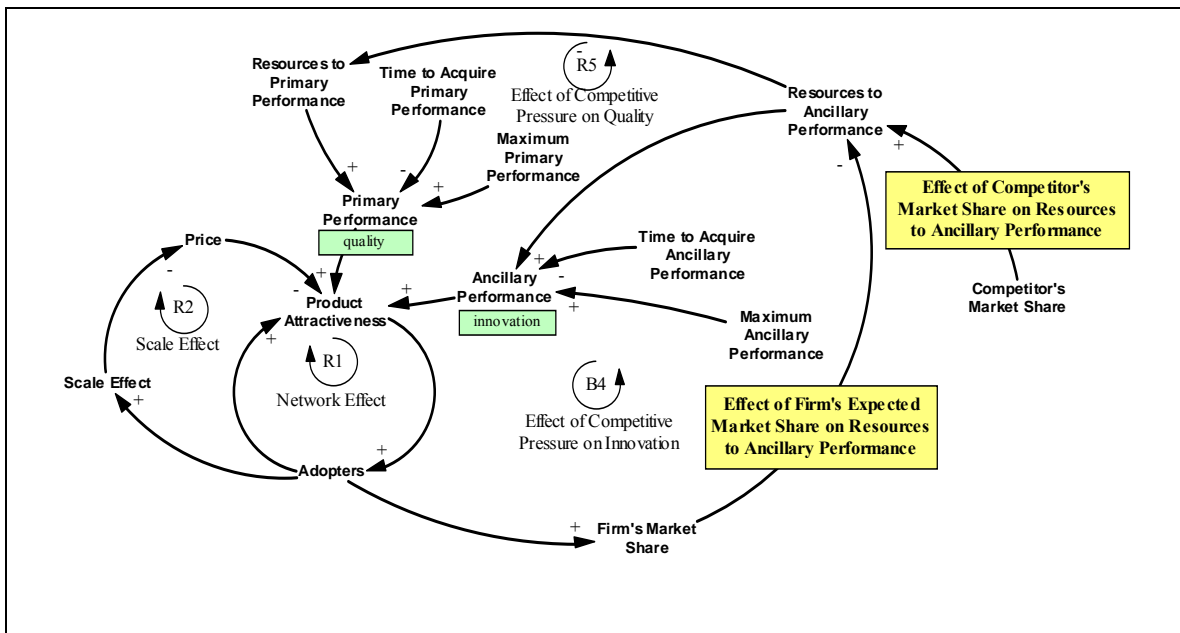 Resources to
Primary
Performance
Time to Acquire
Primary
Performance
-
R5
Effect of Competitive
Pressure on Quality
Resources to
Ancillary
Performance
Maximum
Primary
Performance
+
-
+
+
-
Primary
Performance
quality
Effect of Competitor's
Market Share on Resources
to Ancillary Performance
Price
-
+
-
Product
Attractiveness
+
+
Ancillary
Performance
innovation
+
-
-
+
Time to Acquire
Ancillary
Performance
Competitor's
Market Share
Maximum
Ancillary
Performance
R2
Scale Effect
R1
Network Effect
B4
Effect of Competitive
Pressure on Innovation
Scale Effect
+
Effect of Firm's Expected
Market Share on Resources
to Ancillary Performance
+
Adopters
+
Firm's Market
Share